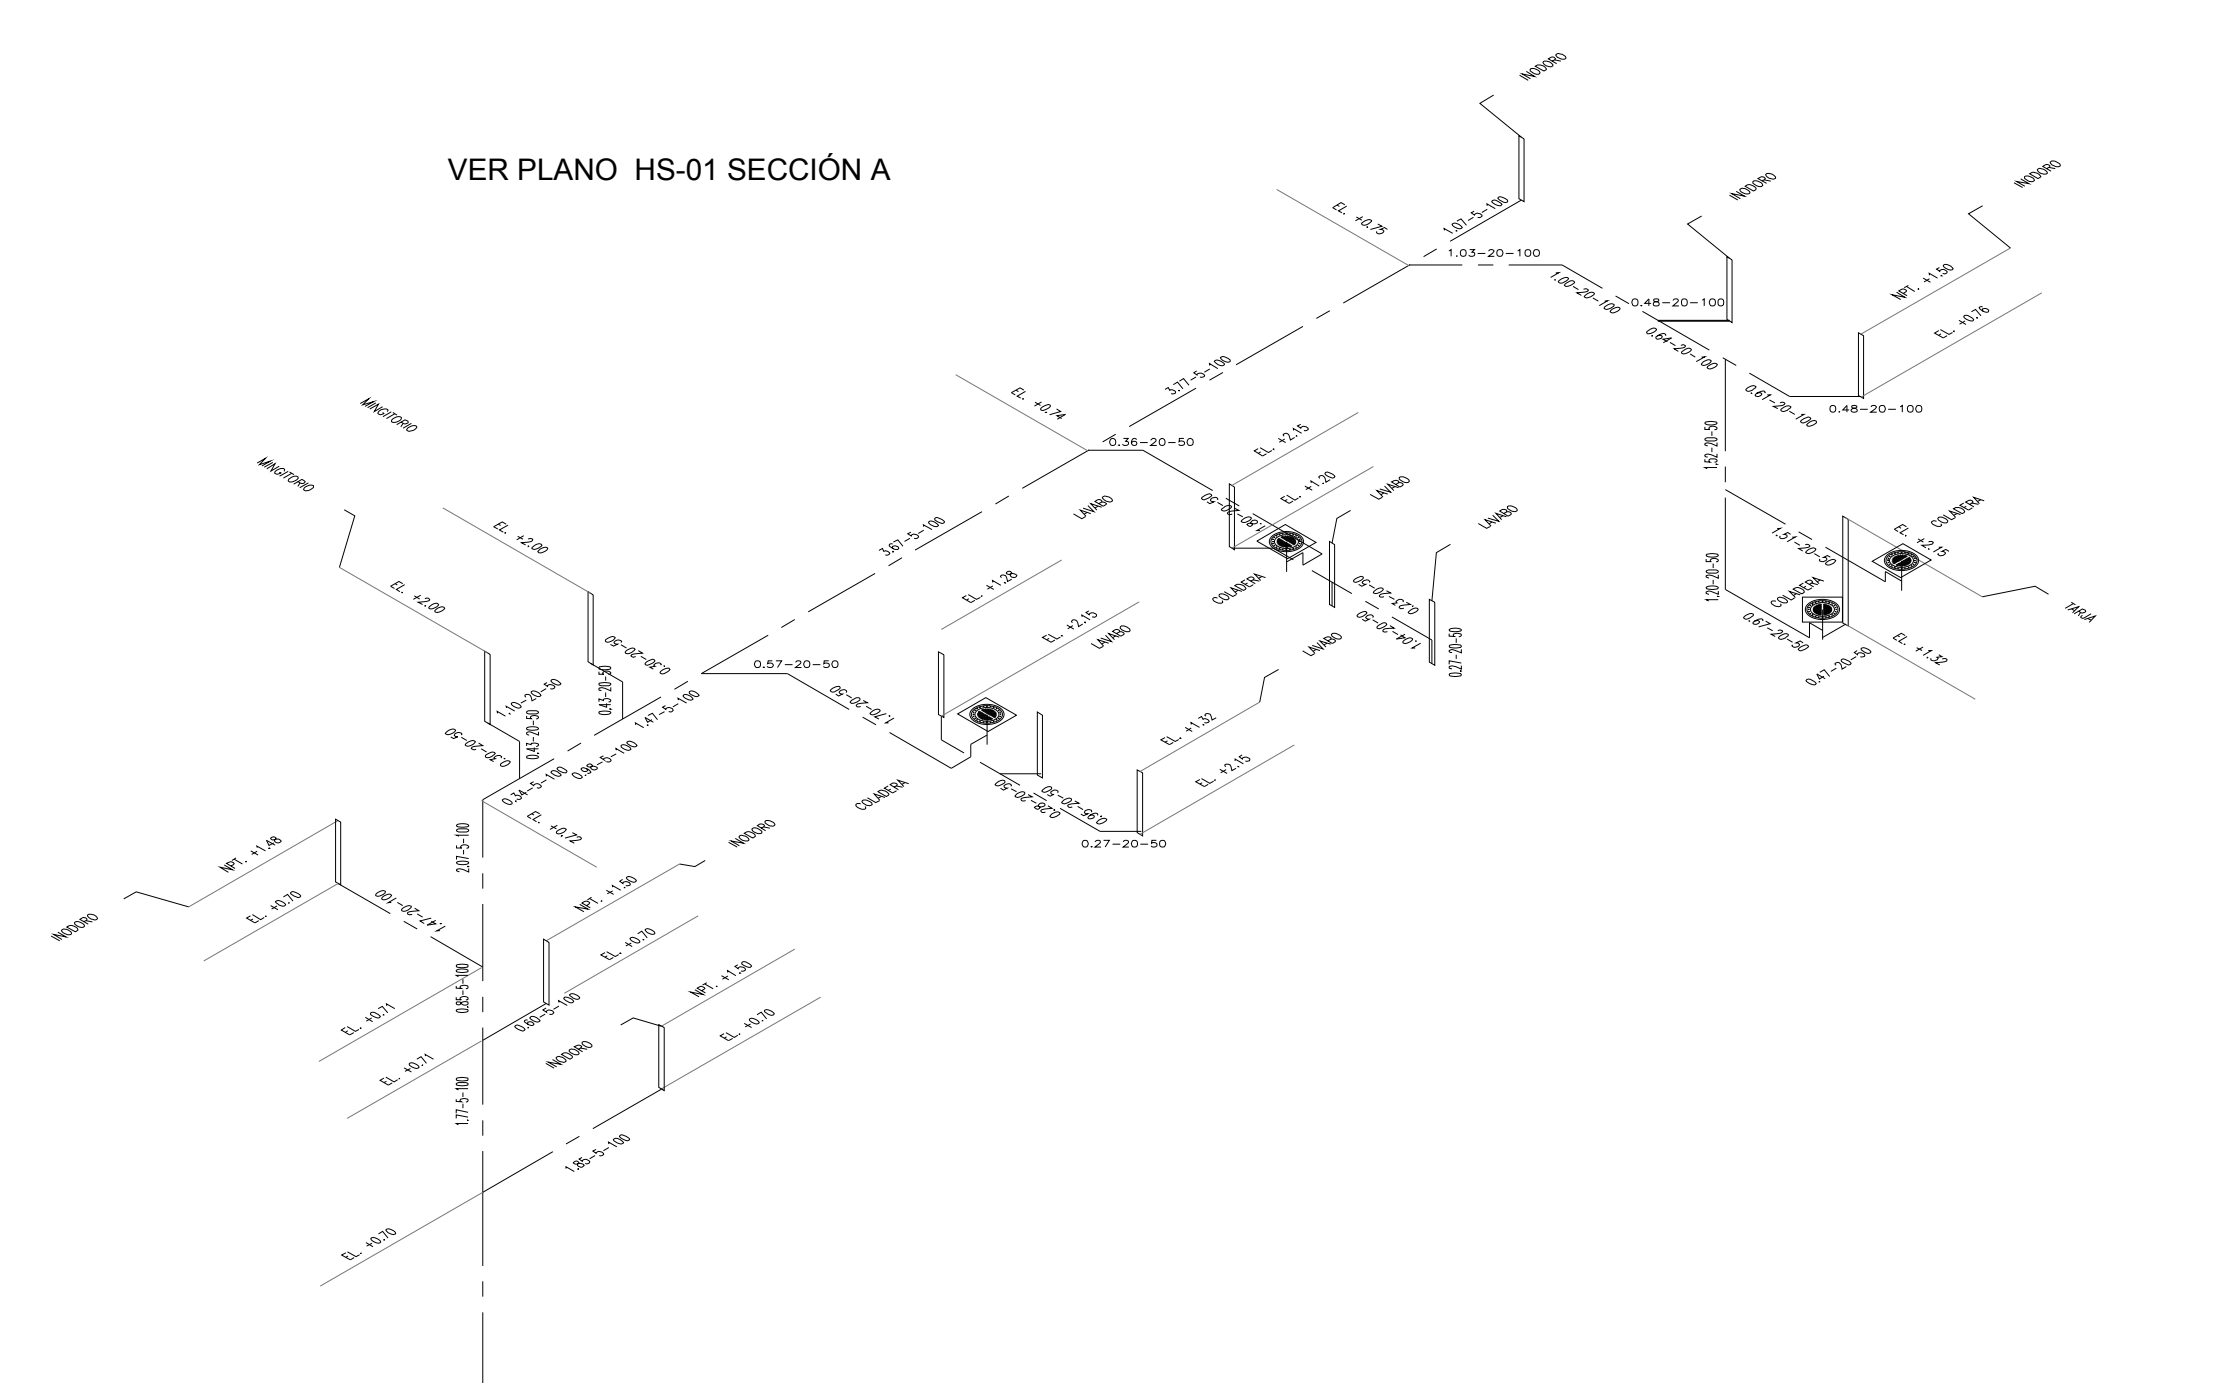 INODORO
VER PLANO  HS-01 SECCIÓN A
INODORO
INODORO
EL. +0.75
1.07-5-100
1.03-20-100
1.00-20-100
0.48-20-100
NPT. +1.50
EL. +0.76
0.64-20-100
0.61-20-100
0.48-20-100
3.77-5-100
EL. +0.74
0.36-20-50
EL. +2.15
1.52-20-50
MINGITORIO
MINGITORIO
EL. +1.20
1.80-20-50
LAVABO
LAVABO
LAVABO
COLADERA
EL. +2.15
1.51-20-50
EL. +2.00
3.67-5-100
EL. +2.00
EL. +1.28
COLADERA
0.23-20-50
1.04-20-50
0.27-20-50
1.20-20-50
COLADERA
0.67-20-50
0.47-20-50
TARJA
EL. +1.32
EL. +2.15
LAVABO
LAVABO
0.30-20-50
0.43-20-50
0.57-20-50
1.70-20-50
1.47-5-100
1.10-20-50
0.43-20-50
0.30-20-50
0.98-5-100
0.34-5-100
EL. +1.32
EL. +2.15
COLADERA
0.28-20-50
0.95-20-50
0.27-20-50
EL. +0.72
2.07-5-100
INODORO
NPT. +1.48
EL. +0.70
1.47-20-100
INODORO
NPT. +1.50
EL. +0.70
0.85-5-100
0.60-5-100
EL. +0.71
EL. +0.71
NPT. +1.50
EL. +0.70
INODORO
1.77-5-100
1.85-5-100
EL. +0.70